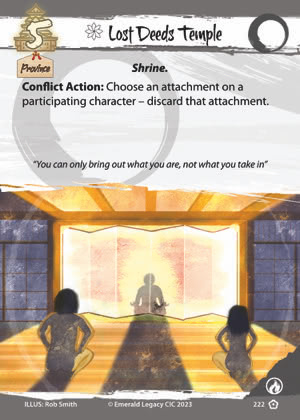 Lost Deeds Temple
5
Province
Shrine.
Conflict Action: Choose an attachment on a
participating character – discard that attachment.
“You can only bring out what you are, not what you take in”
ILLUS: Rob Smith
© Emerald Legacy CIC 2023
222